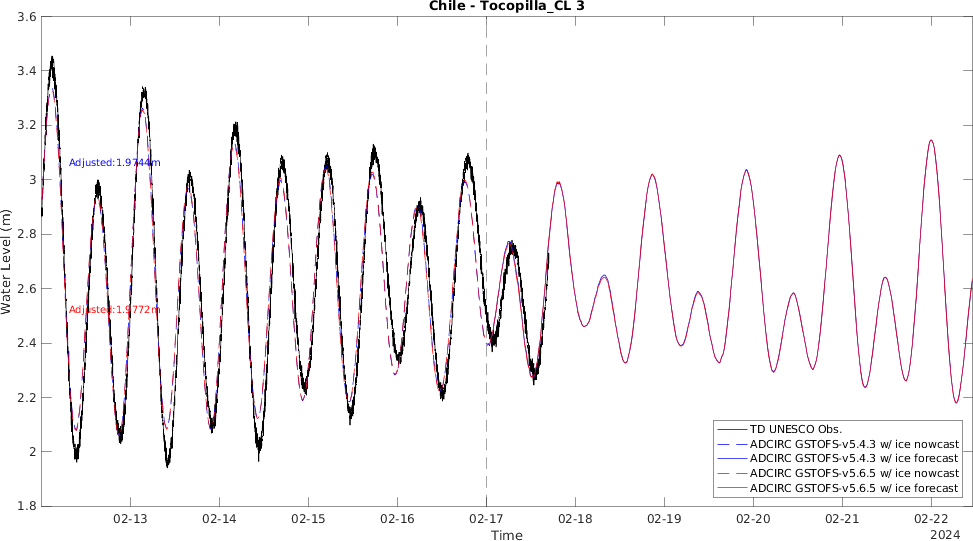 Chile - Tocopilla_CL 3
3.6
3.4
3.2
3
2.8
2.6
2.4
2.2
2
1.8
Water Level (m)
Adjusted:1.9744m
Adjusted:1.9772m
TD UNESCO Obs.
ADCIRC GSTOFS-v5.4.3 w/ ice nowcast
ADCIRC GSTOFS-v5.4.3 w/ ice forecast
ADCIRC GSTOFS-v5.6.5 w/ ice nowcast
ADCIRC GSTOFS-v5.6.5 w/ ice forecast
02-13 02-14 02-15 02-16 02-17 02-18 02-19 02-20 02-21 02-22
Time
2024